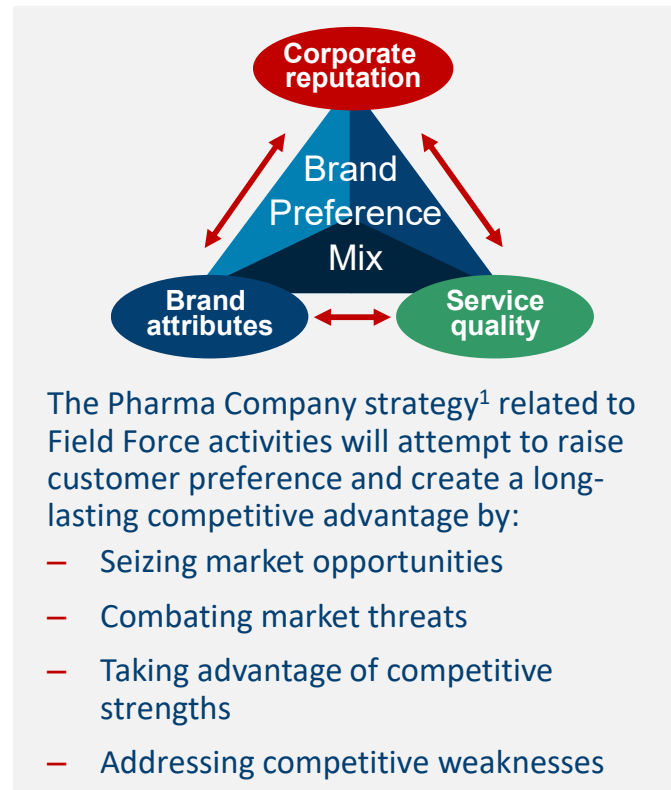 Corporate
reputation
Brand
Preference
Mix
Brand
attributes
Service
quality
The Pharma Company strategy¹ related to
Field Force activities will attempt to raise
customer preference and create a long-
lasting competitive advantage by:
– Seizing market opportunities
– Combating market threats
– Taking advantage of competitive
strengths
– Addressing competitive weaknesses